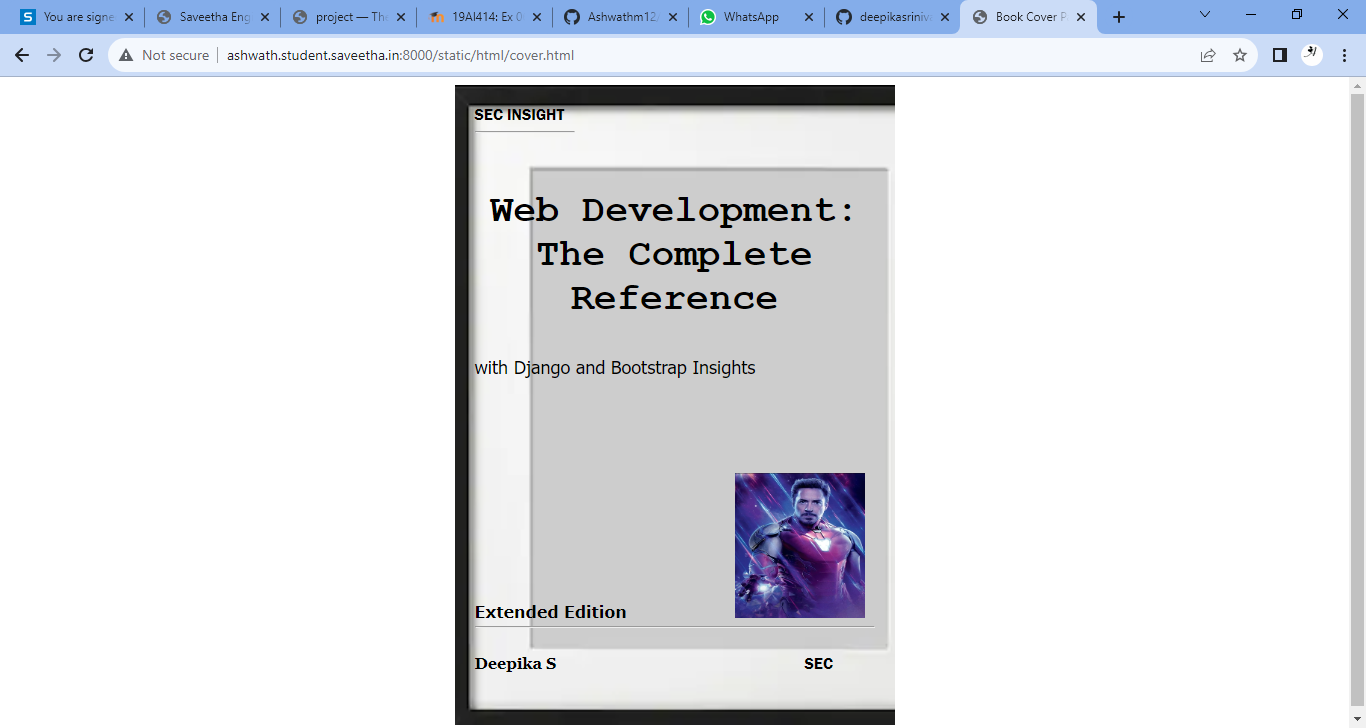 You are signe
Saveetha Eng
project — The
19AI414: Ex 0
Ashwathm12
WhatsApp
deepikasriniva
Book Cover P
Not secure
ashwath.student.saveetha.in:8000/static/html/cover.html
SEC INSIGHT
Web Development:
The Complete
Reference
with Django and Bootstrap Insights
Extended Edition
Deepika S SEC